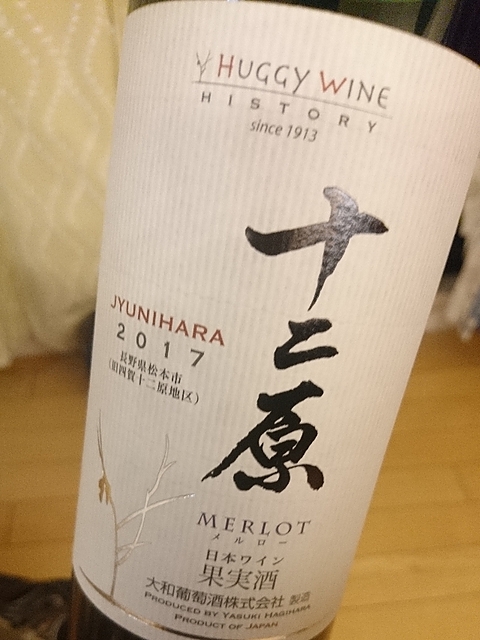 HUGGY WINE
HISTORY
since 1913
十二原
JYUNIHARA
2017
長野県松本市
(旧四賀十二原地区)
MERLOT
メルロー
日本ワイン
果実酒
大和葡萄酒株式会社 製造
PRODUCED BY YASUKI HAGIHARA
PRODUCT OF JAPAN